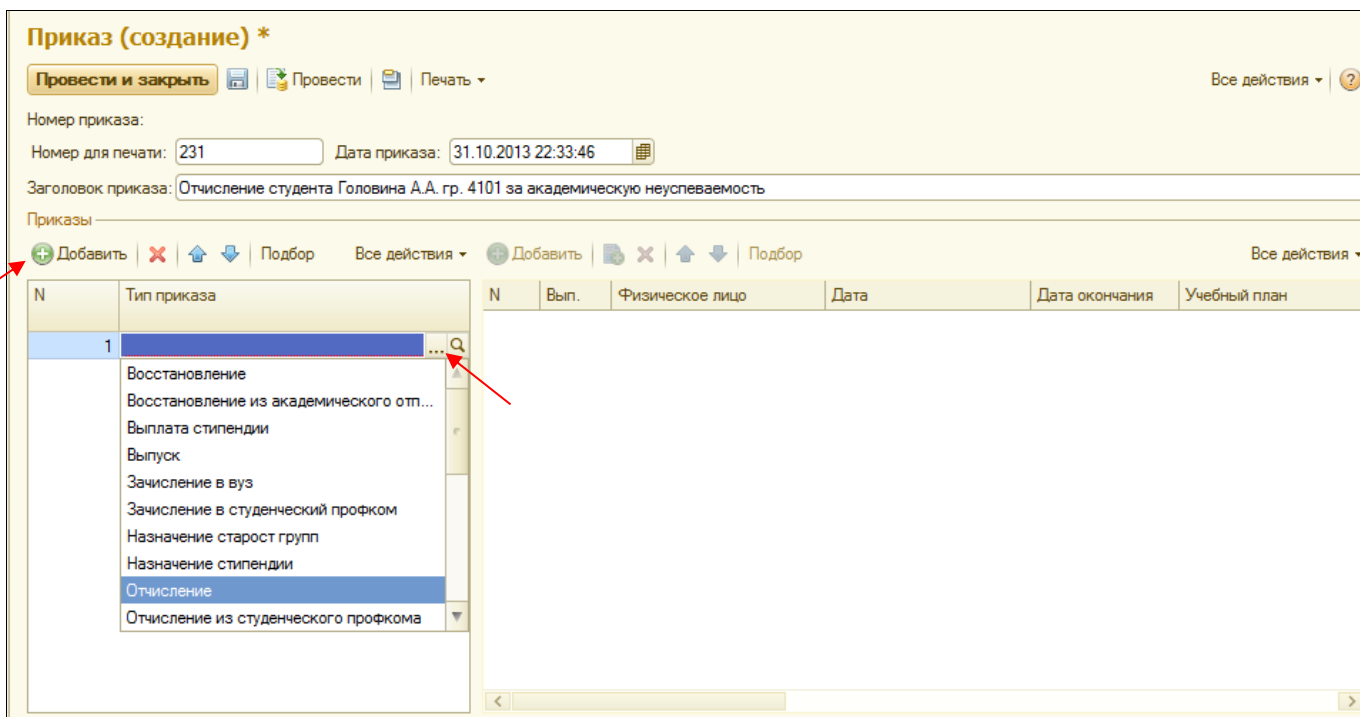 Приказ (создание) *
Провести и закрыть Провести Печать Все действия ?
Номер приказа:
Номер для печати: 231 Дата приказа: 31.10.2013 22:33:46
Заголовок приказа: Отчисление студента Головина А.А. гр. 4101 за академическую неуспеваемость
Приказы
Добавить Подбор Все действия Добавить Подбор Все действия
N Тип приказа N Вып. Физическое лицо Дата Дата окончания Учебный план
1 ...
Восстановление
Восстановление из академического отп...
Выплата стипендии
Выпуск
Зачисление в вуз
Зачисление в студенческий профком
Назначение старост групп
Назначение стипендии
Отчисление
Отчисление из студенческого профкома